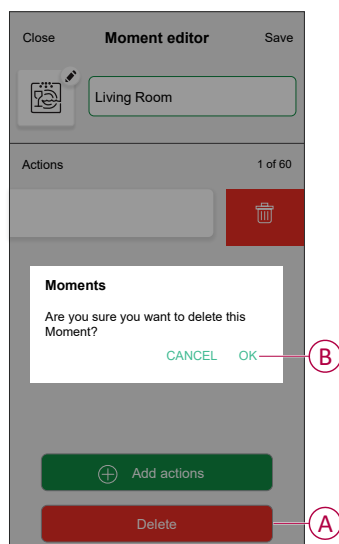 Close Moment editor Save
Living Room
Actions 1 of 60
Moments
Are you sure you want to delete this
Moment?
CANCEL OK
B
Add actions
Delete
A